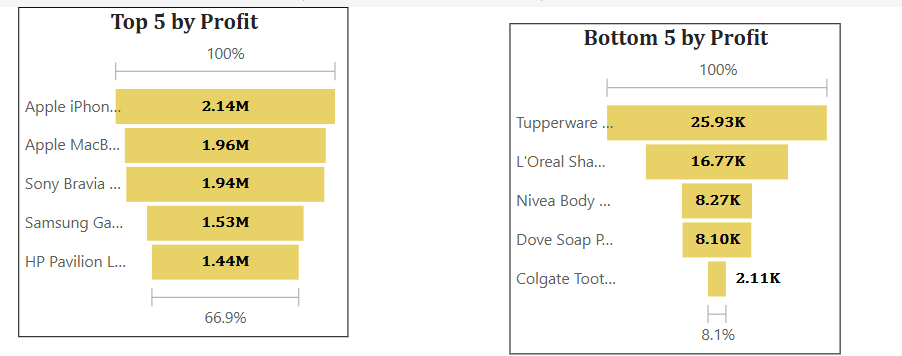 Top 5 by Profit
100%
Apple iPhon... 2.14M
Apple MacB... 1.96M
Sony Bravia ... 1.94M
Samsung Ga... 1.53M
HP Pavilion L... 1.44M
66.9%
Bottom 5 by Profit
100%
Tupperware ... 25.93K
L'Oreal Sha... 16.77K
Nivea Body ... 8.27K
Dove Soap P... 8.10K
Colgate Toot... 2.11K
8.1%